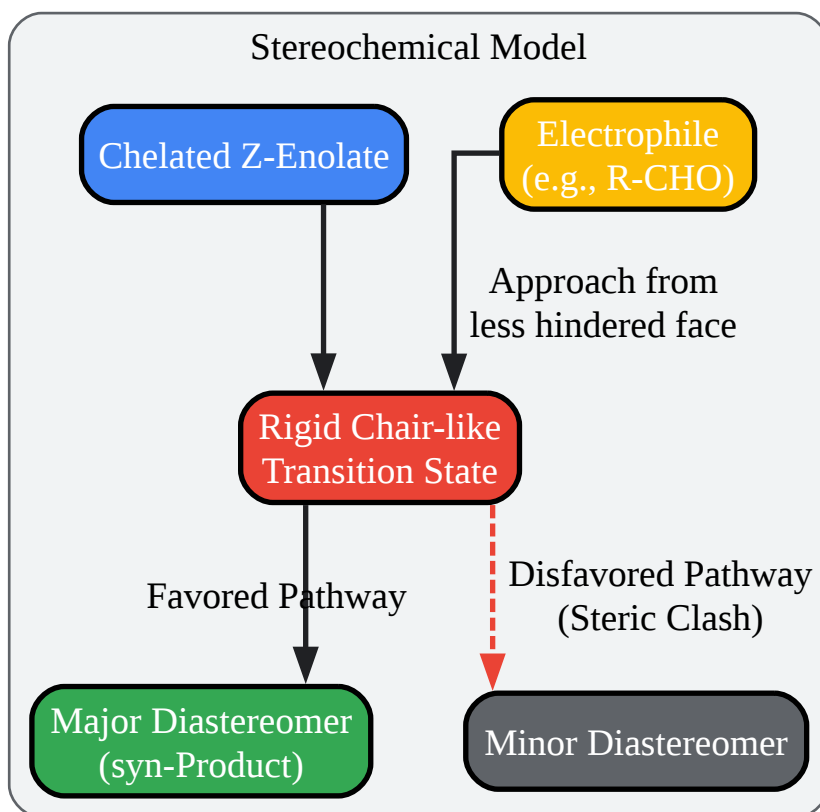 Stereochemical Model
Chelated Z-Enolate
Electrophile
(e.g., R-CHO)
Approach from
less hindered face
Rigid Chair-like
Transition State
Favored Pathway
Disfavored Pathway
(Steric Clash)
Major Diastereomer
(syn-Product)
Minor Diastereomer